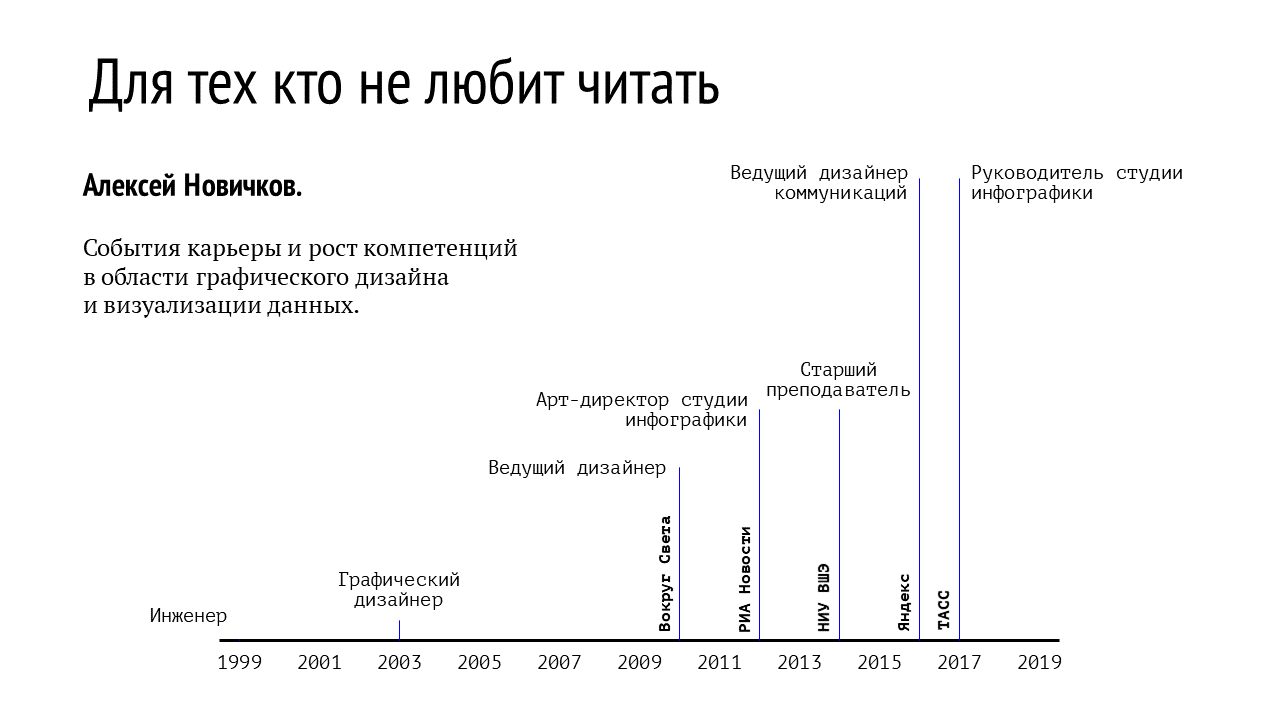 Для тех кто не любит читать
Алексей Новичков.
События карьеры и рост компетенций
в области графического дизайна
и визуализации данных.
Ведущий дизайнер
коммуникаций
Руководитель студии
инфографики
Старший
преподаватель
Арт-директор студии
инфографики
Ведущий дизайнер
Графический
дизайнер
Инженер
Вокруг Света
РИА Новости
НИУ ВШЭ
Яндекс
ТАСС
1999 2001 2003 2005 2007 2009 2011 2013 2015 2017 2019